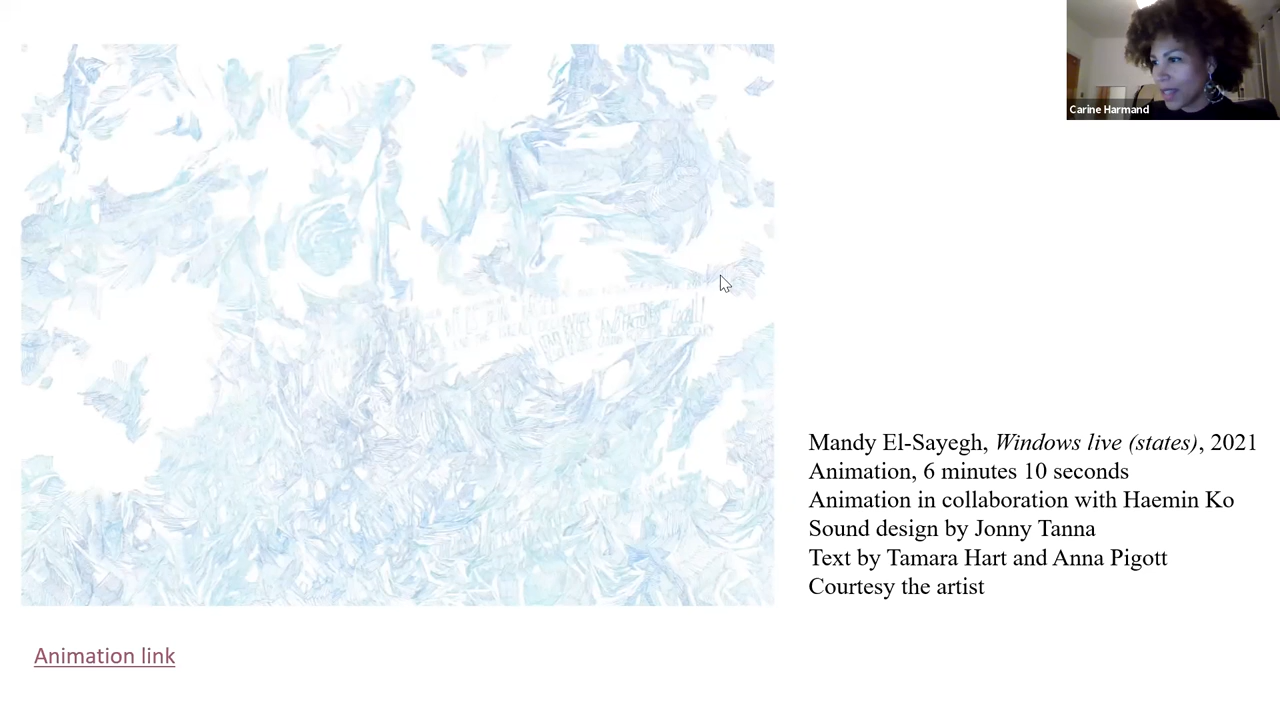 Carine Harmand
Mandy El-Sayegh, Windows live (states), 2021
Animation, 6 minutes 10 seconds
Animation in collaboration with Haemin Ko
Sound design by Jonny Tanna
Text by Tamara Hart and Anna Pigott
Courtesy the artist
Animation link